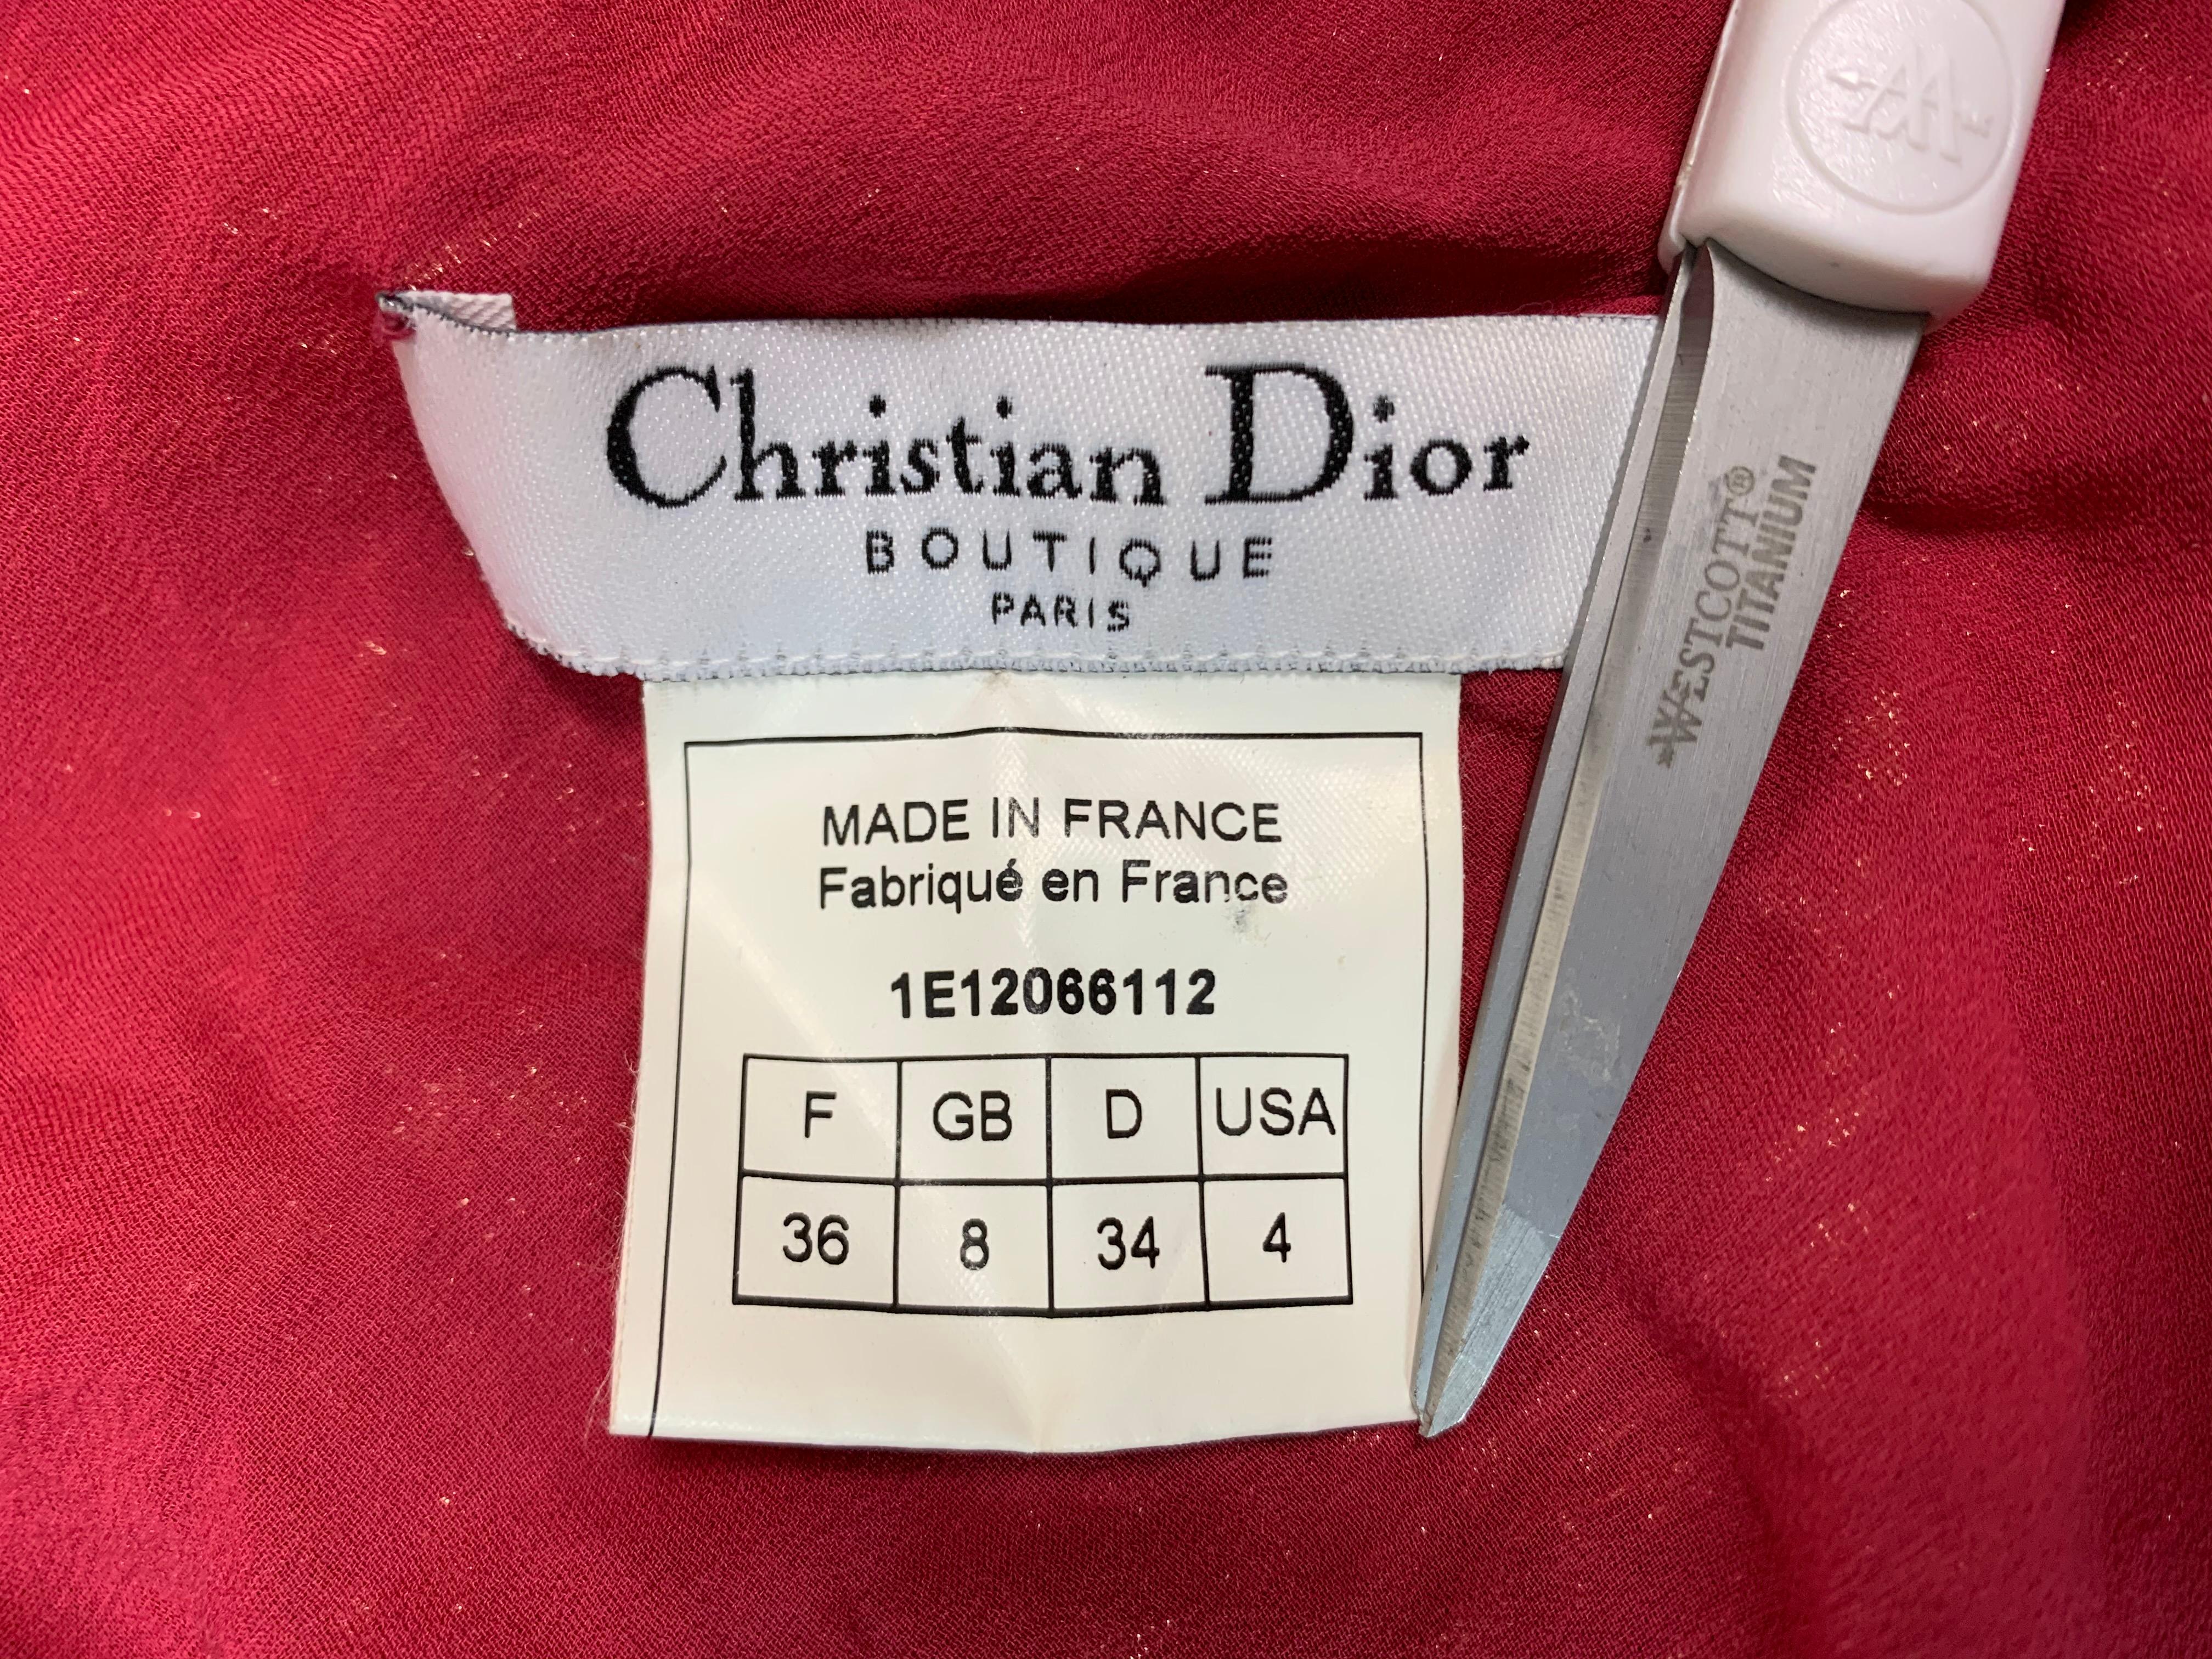 Christian Dior
BOUTIQUE
PARIS
MADE IN FRANCE
Fabriqué en France
1E12066112
F GB D USA
36 8 34 4
WESTCOTT®
TITANIUM